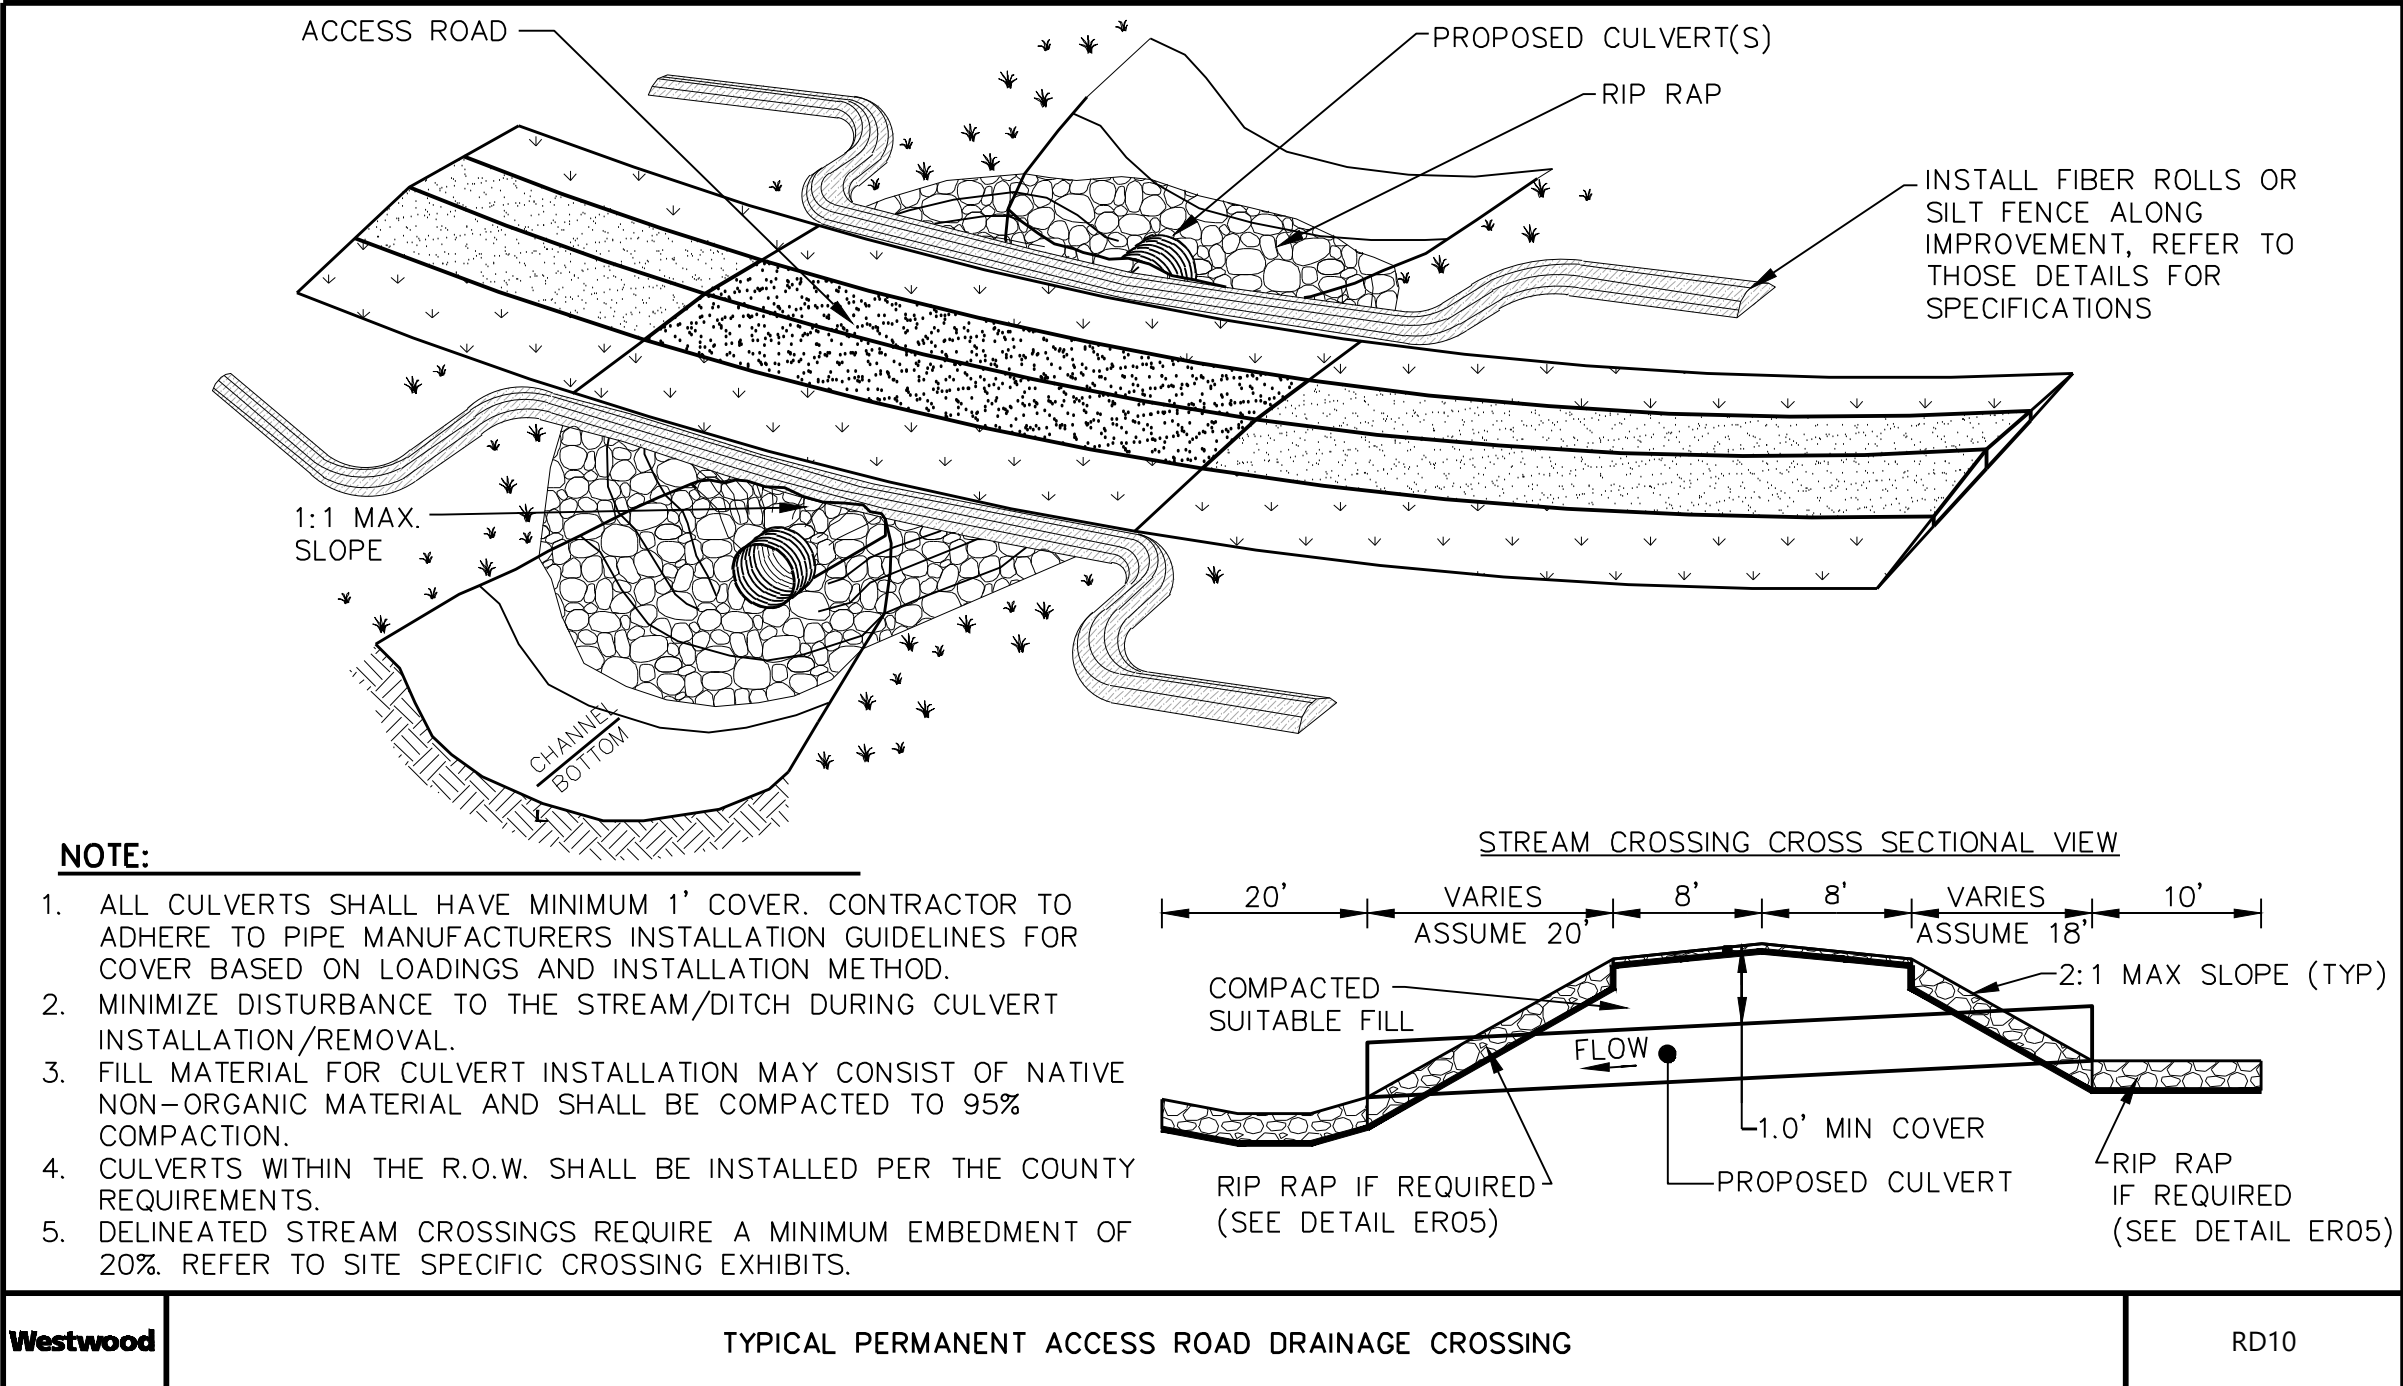 ACCESS ROAD
PROPOSED CULVERT(S)
RIP RAP
INSTALL FIBER ROLLS OR
SILT FENCE ALONG
IMPROVEMENT, REFER TO
THOSE DETAILS FOR
SPECIFICATIONS
1:1 MAX.
SLOPE
CHANNEL
BOTTOM
NOTE:
1. ALL CULVERTS SHALL HAVE MINIMUM 1' COVER. CONTRACTOR TO
ADHERE TO PIPE MANUFACTURERS INSTALLATION GUIDELINES FOR
COVER BASED ON LOADINGS AND INSTALLATION METHOD.
2. MINIMIZE DISTURBANCE TO THE STREAM/DITCH DURING CULVERT
INSTALLATION/REMOVAL.
3. FILL MATERIAL FOR CULVERT INSTALLATION MAY CONSIST OF NATIVE
NON-ORGANIC MATERIAL AND SHALL BE COMPACTED TO 95%
COMPACTION.
4. CULVERTS WITHIN THE R.O.W. SHALL BE INSTALLED PER THE COUNTY
REQUIREMENTS.
5. DELINEATED STREAM CROSSINGS REQUIRE A MINIMUM EMBEDMENT OF
20%. REFER TO SITE SPECIFIC CROSSING EXHIBITS.
STREAM CROSSING CROSS SECTIONAL VIEW
20' VARIES 8' 8' VARIES 10'
ASSUME 20' ASSUME 18'
COMPACTED
SUITABLE FILL
2:1 MAX SLOPE (TYP)
FLOW
1.0' MIN COVER
PROPOSED CULVERT
RIP RAP IF REQUIRED
(SEE DETAIL ER05)
RIP RAP
IF REQUIRED
(SEE DETAIL ER05)
Westwood
TYPICAL PERMANENT ACCESS ROAD DRAINAGE CROSSING
RD10